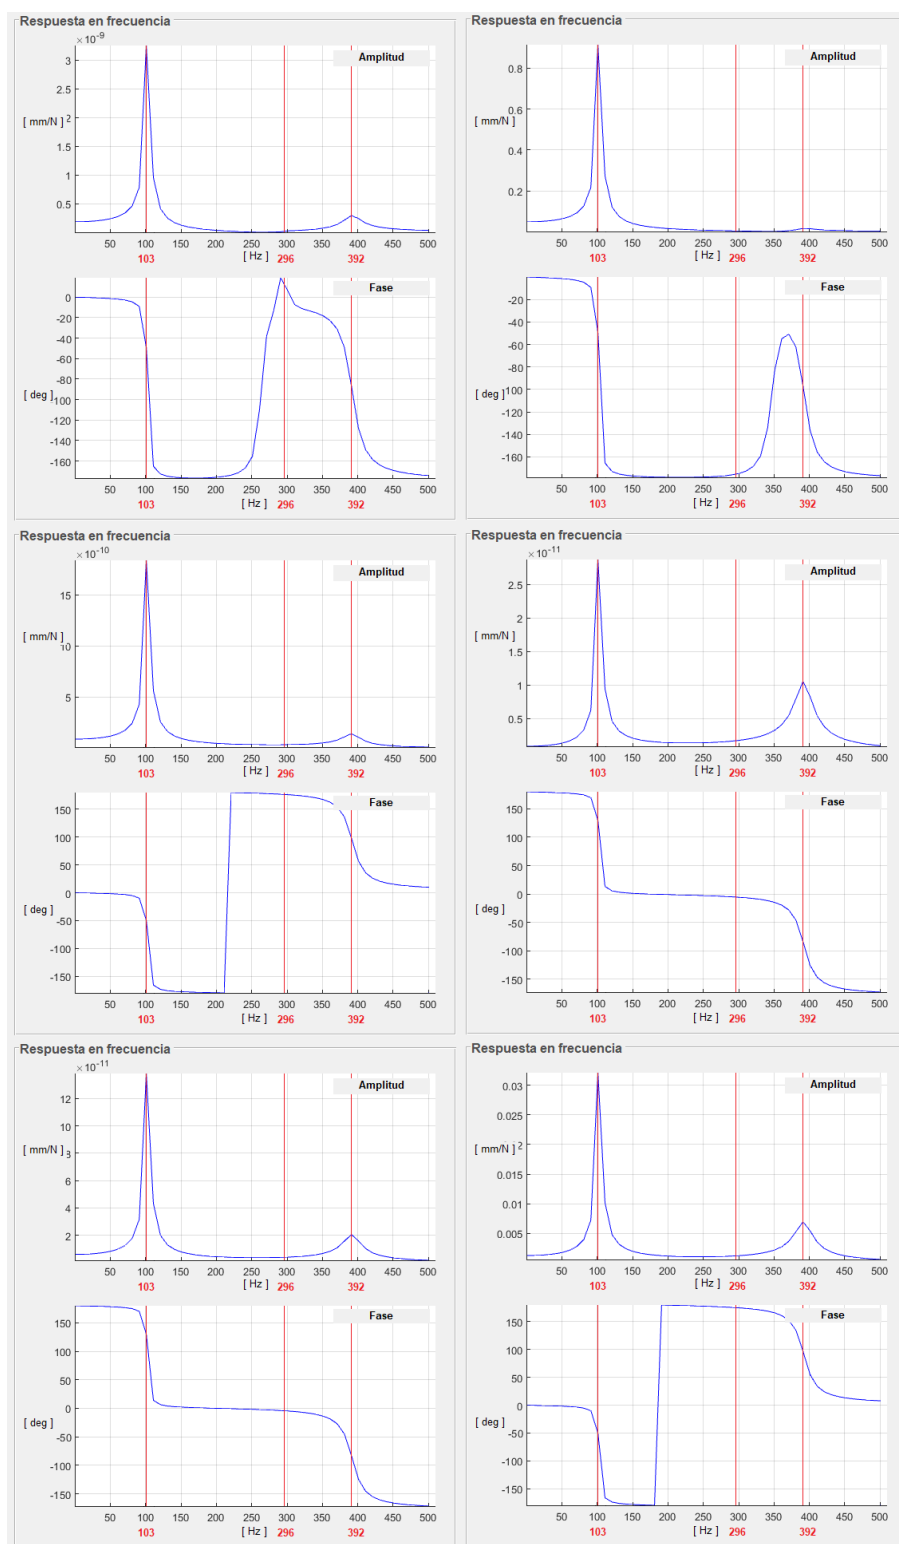 Respuesta en frecuencia
×10⁻⁹
Amplitud
3
2.5
[ mm/N ] 2
1.5
1
0.5
50 100 150 200 250 300 350 400 450 500
[ Hz ]
103 296 392
Fase
0
-20
-40
-60
-80
[ deg ] -100
-120
-140
-160
50 100 150 200 250 300 350 400 450 500
[ Hz ]
103 296 392
Respuesta en frecuencia
Amplitud
0.8
0.6
[ mm/N ]
0.4
0.2
50 100 150 200 250 300 350 400 450 500
[ Hz ]
103 296 392
Fase
-20
-40
-60
-80
[ deg ] -100
-120
-140
-160
50 100 150 200 250 300 350 400 450 500
[ Hz ]
103 296 392
Respuesta en frecuencia
×10⁻¹⁰
Amplitud
15
[ mm/N ]
10
5
50 100 150 200 250 300 350 400 450 500
[ Hz ]
103 296 392
Fase
150
100
50
0
[ deg ]
-50
-100
-150
50 100 150 200 250 300 350 400 450 500
[ Hz ]
103 296 392
Respuesta en frecuencia
×10⁻¹¹
Amplitud
2.5
2
[ mm/N ]
1.5
1
0.5
50 100 150 200 250 300 350 400 450 500
[ Hz ]
103 296 392
Fase
150
100
50
0
[ deg ]
-50
-100
-150
50 100 150 200 250 300 350 400 450 500
[ Hz ]
103 296 392
Respuesta en frecuencia
×10⁻¹¹
Amplitud
12
10
[ mm/N ]
6
4
2
50 100 150 200 250 300 350 400 450 500
[ Hz ]
103 296 392
Fase
150
100
50
0
[ deg ]
-50
-100
-150
50 100 150 200 250 300 350 400 450 500
[ Hz ]
103 296 392
Respuesta en frecuencia
Amplitud
0.03
0.025
[ mm/N ] 2
0.015
0.01
0.005
50 100 150 200 250 300 350 400 450 500
[ Hz ]
103 296 392
Fase
150
100
50
0
[ deg ]
-50
-100
-150
50 100 150 200 250 300 350 400 450 500
[ Hz ]
103 296 392